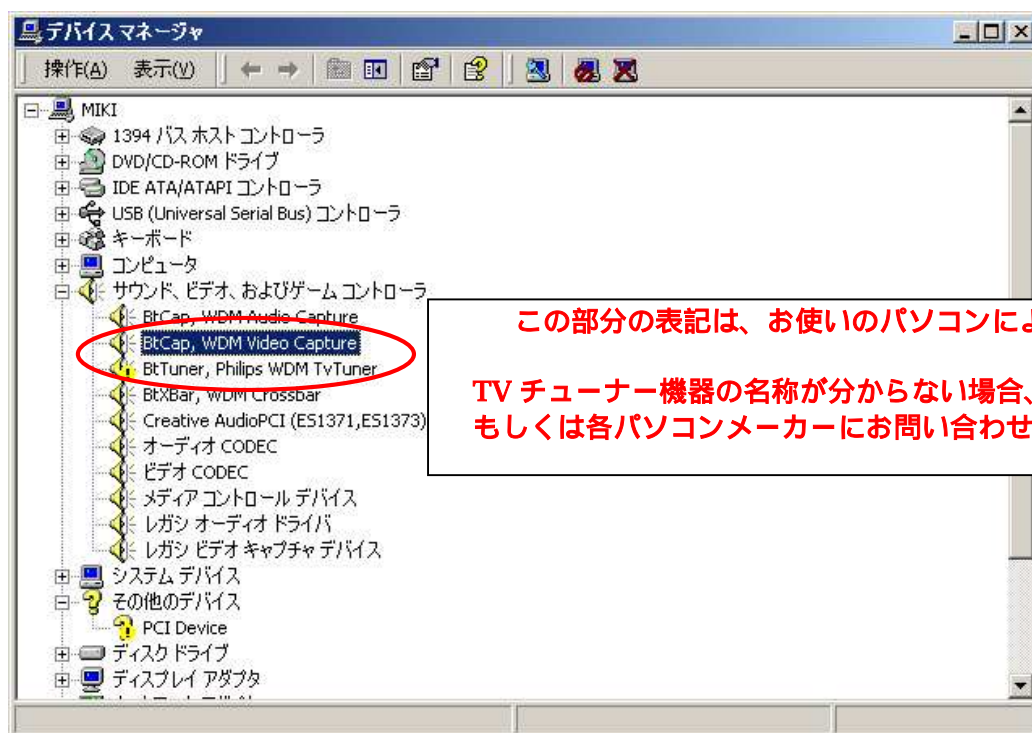 デバイス マネージャ
操作(A) 表示(V)
MIKI
1394 バス ホスト コントローラ
DVD/CD-ROM ドライブ
IDE ATA/ATAPI コントローラ
USB (Universal Serial Bus) コントローラ
キーボード
コンピュータ
サウンド、ビデオ、およびゲーム コントローラ
BtCap, WDM Audio Capture
BtCap, WDM Video Capture
BtTuner, Philips WDM TvTuner
BtXBar, WDM Crossbar
Creative AudioPCI (ES1371,ES1373)
オーディオ CODEC
ビデオ CODEC
メディア コントロール デバイス
レガシ オーディオ ドライバ
レガシ ビデオ キャプチャ デバイス
システム デバイス
その他のデバイス
PCI Device
ディスク ドライブ
ディスプレイ アダプタ
この部分の表記は、お使いのパソコンによ
TV チューナー機器の名称が分からない場合、
もしくは各パソコンメーカーにお問い合わせ